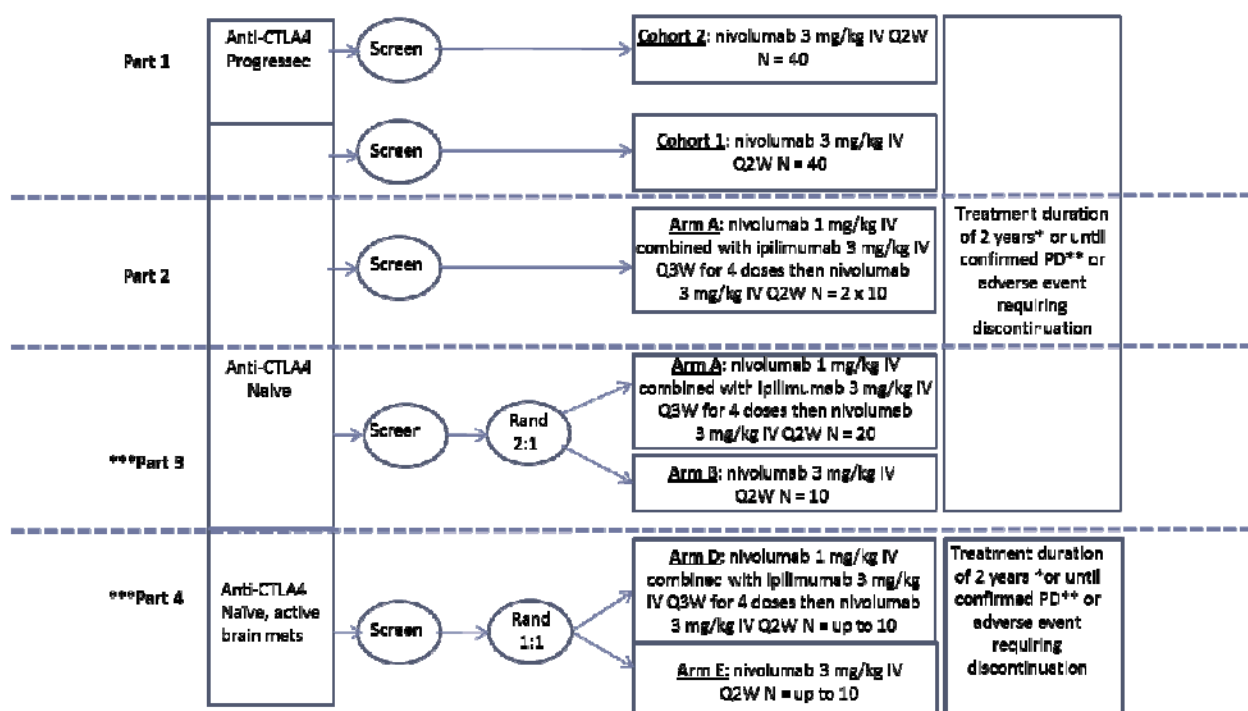 Part 1
Anti-CTLA4
Progressec
Screen
Cohort 2: nivolumab 3 mg/kg IV Q2W
N = 40
Screen
Cohort 1: nivolumab 3 mg/kg IV
Q2W N = 40
Part 2
Screen
Arm A: nivolumab 1 mg/kg IV
combined with ipilimumab 3 mg/kg IV
Q3W for 4 doses then nivolumab
3 mg/kg IV Q2W N = 2 x 10
Treatment duration
of 2 years* or until
confirmed PD** or
adverse event
requiring
discontinuation
***Part 3
Anti-CTLA4
Naive
Screer
Rand
2:1
Arm A: nivolumab 1 mg/kg IV
combined with ipilimumab 3 mg/kg IV
Q3W for 4 doses then nivolumab
3 mg/kg IV Q2W N = 20
Arm B: nivolumab 3 mg/kg IV
Q2W N = 10
***Part 4
Anti-CTLA4
Naïve, active
brain mets
Screen
Rand
1:1
Arm D: nivolumab 1 mg/kg IV
combined with ipilimumab 3 mg/kg
IV Q3W for 4 doses then nivolumab
3 mg/kg IV Q2W N = up to 10
Arm E: nivolumab 3 mg/kg IV
Q2W N = up to 10
Treatment duration
of 2 years *or until
confirmed PD** or
adverse event
requiring
discontinuation